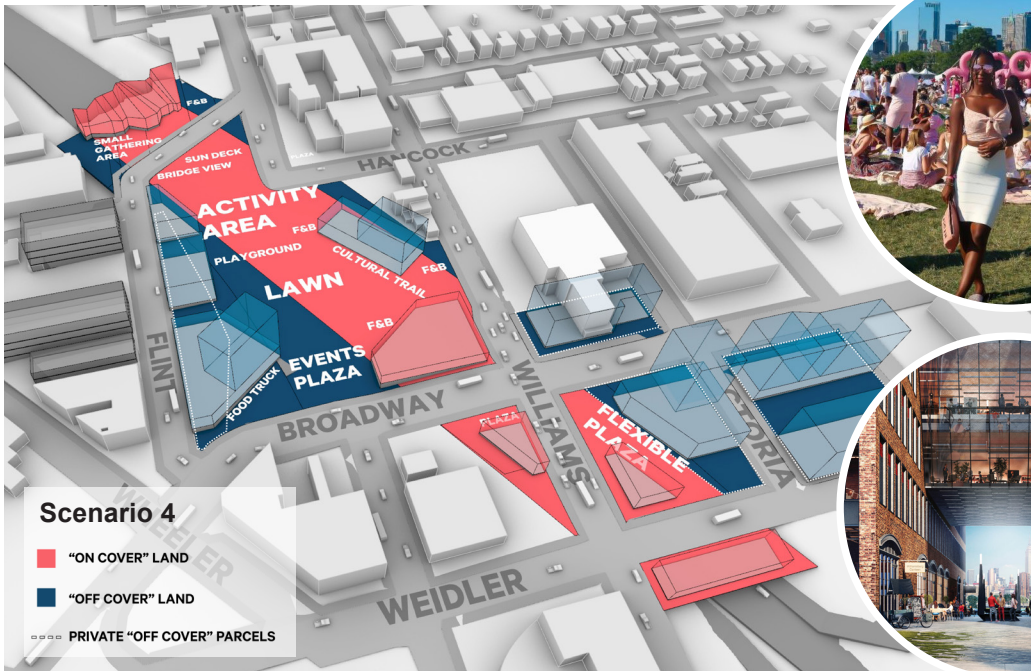 F&B
SMALL
GATHERING
AREA
SUN DECK
BRIDGE VIEW
PLAZA
HANCOCK
ACTIVITY
AREA
F&B
PLAYGROUND
CULTURAL TRAIL
F&B
LAWN
F&B
FLINT
EVENTS
PLAZA
FOOD TRUCK
BROADWAY
WILLIAMS
PLAZA
FLEXIBLE
PLAZA
WHEELER
WEIDLER
Scenario 4
"ON COVER" LAND
"OFF COVER" LAND
PRIVATE "OFF COVER" PARCELS